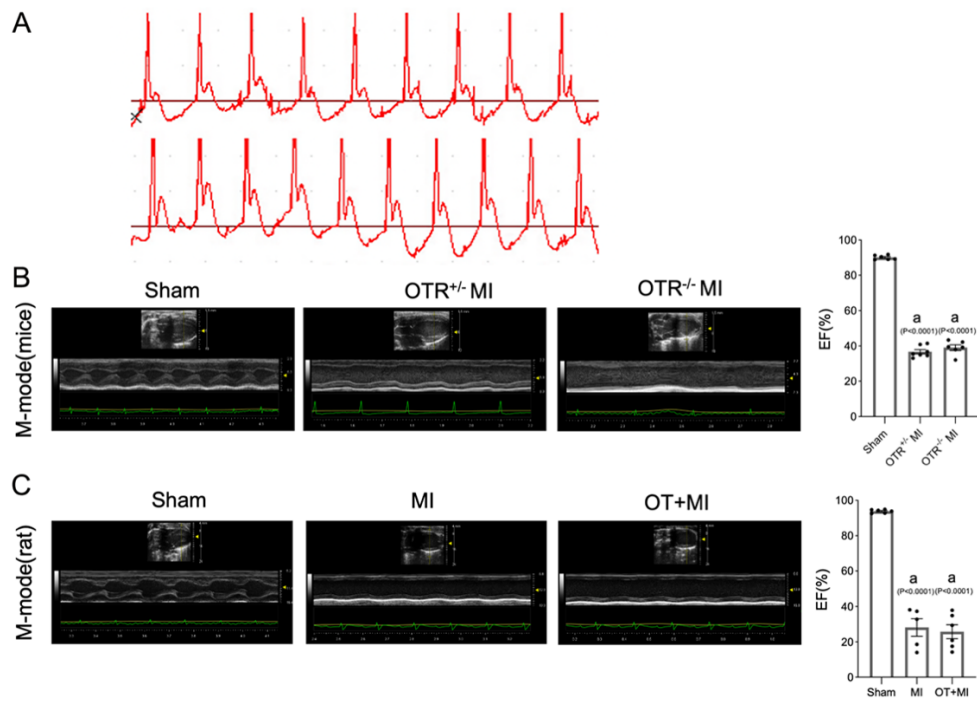 A
B
Sham
OTR+/- MI
OTR-/- MI
M-mode(mice)
EF(%)
100
80
60
40
20
0
a
(P<0.0001)
a
(P<0.0001)
Sham
OTR+/- MI
OTR-/- MI
C
Sham
MI
OT+MI
M-mode(rat)
EF(%)
100
80
60
40
20
0
a
(P<0.0001)
a
(P<0.0001)
Sham
MI
OT+MI